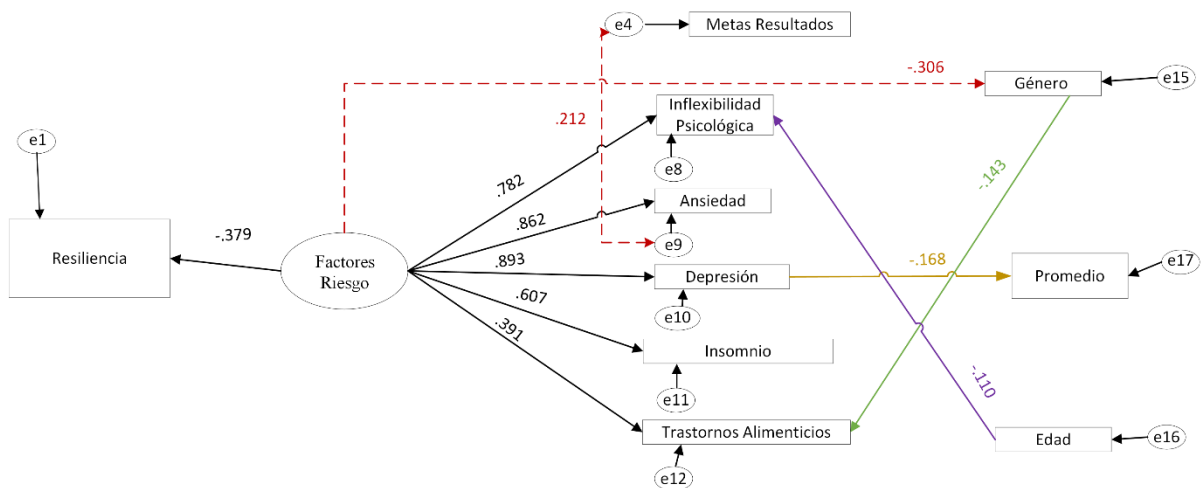 e4
Metas Resultados
-.306
Género
e15
.212
Inflexibilidad
Psicológica
e1
e8
.782
-.143
Ansiedad
.862
e9
Resiliencia
-.379
Factores
Riesgo
.893
Depresión
-.168
Promedio
e17
e10
.607
.391
Insomnio
e11
-.110
Trastornos Alimenticios
Edad
e16
e12